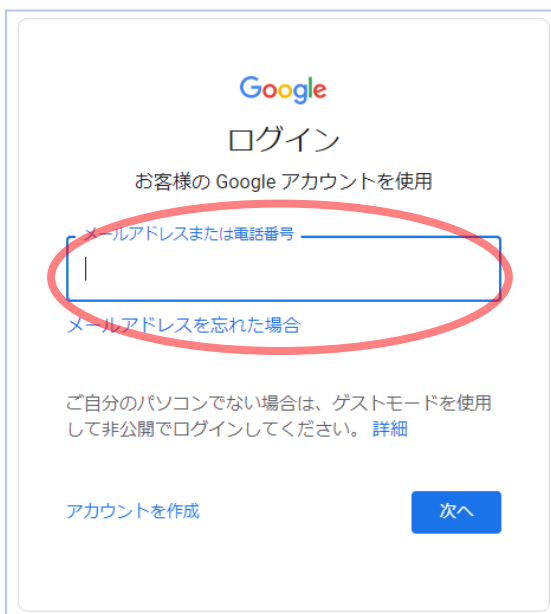 Google
ログイン
お客様の Google アカウントを使用
メールアドレスまたは電話番号
メールアドレスを忘れた場合
ご自分のパソコンでない場合は、ゲストモードを使用
して非公開でログインしてください。 詳細
アカウントを作成
次へ